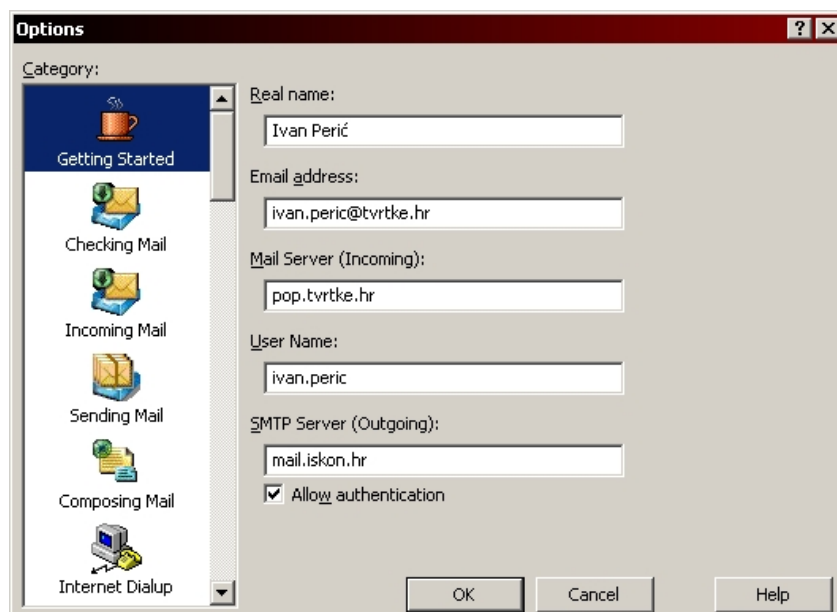 Options
Category:
Getting Started
Checking Mail
Incoming Mail
Sending Mail
Composing Mail
Internet Dialup
Real name:
Ivan Perić
Email address:
ivan.peric@tvrtke.hr
Mail Server (Incoming):
pop.tvrtke.hr
User Name:
ivan.peric
SMTP Server (Outgoing):
mail.iskon.hr
Allow authentication
OK
Cancel
Help